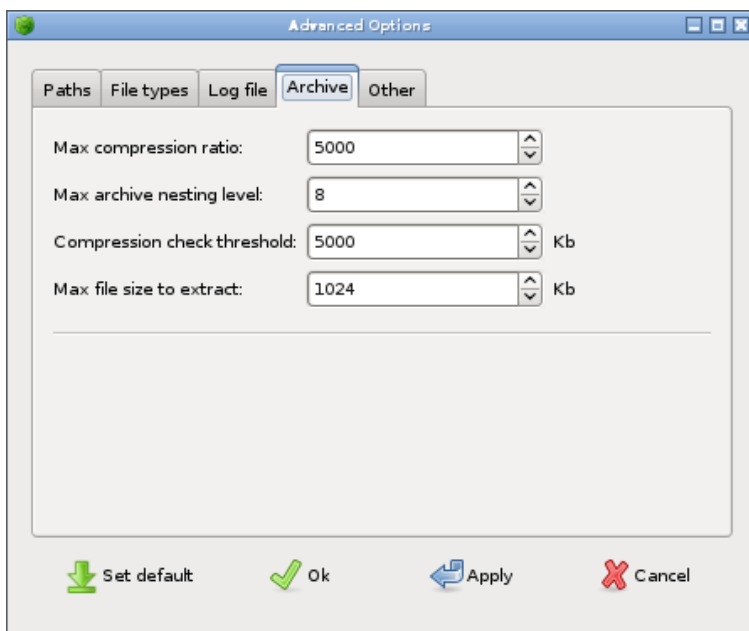 Advanced Options
Paths File types Log file Archive Other
Max compression ratio: 5000
Max archive nesting level: 8
Compression check threshold: 5000 Kb
Max file size to extract: 1024 Kb
Set default Ok Apply Cancel